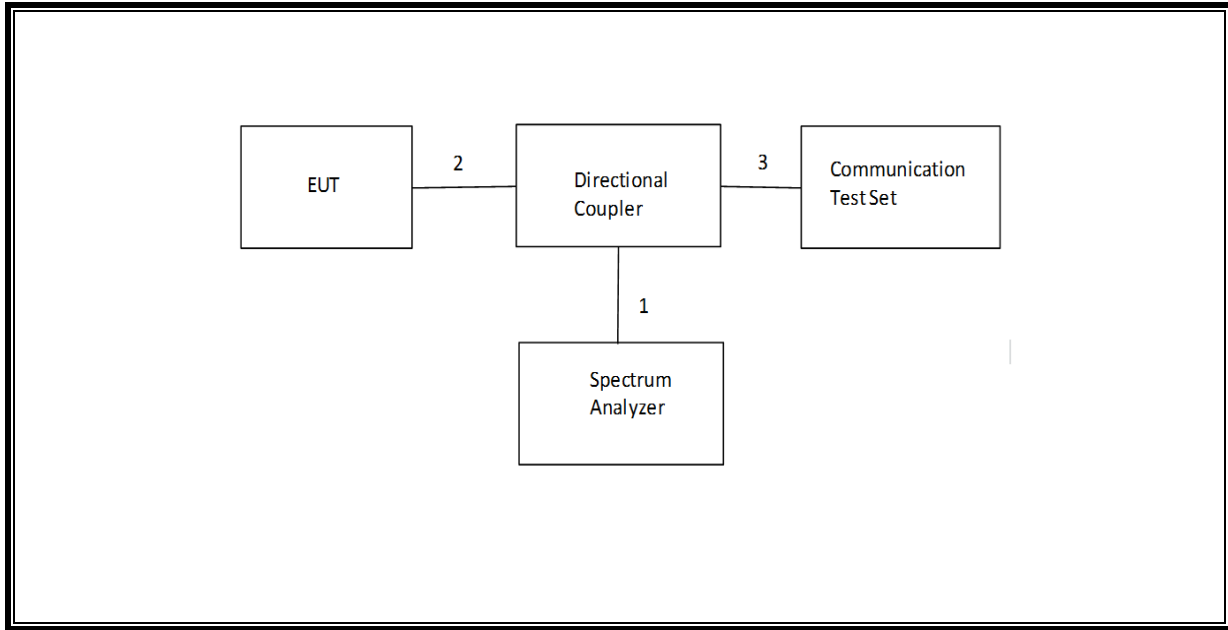 EUT
2
Directional
Coupler
3
Communication
Test Set
1
Spectrum
Analyzer